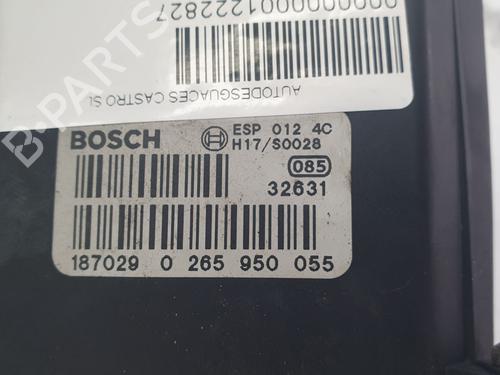 0000000001222827
AUTODESGUACES CASTRO SL
BOSCH ESP 012 4C
H17/S0028
085
32631
187029 0 265 950 055